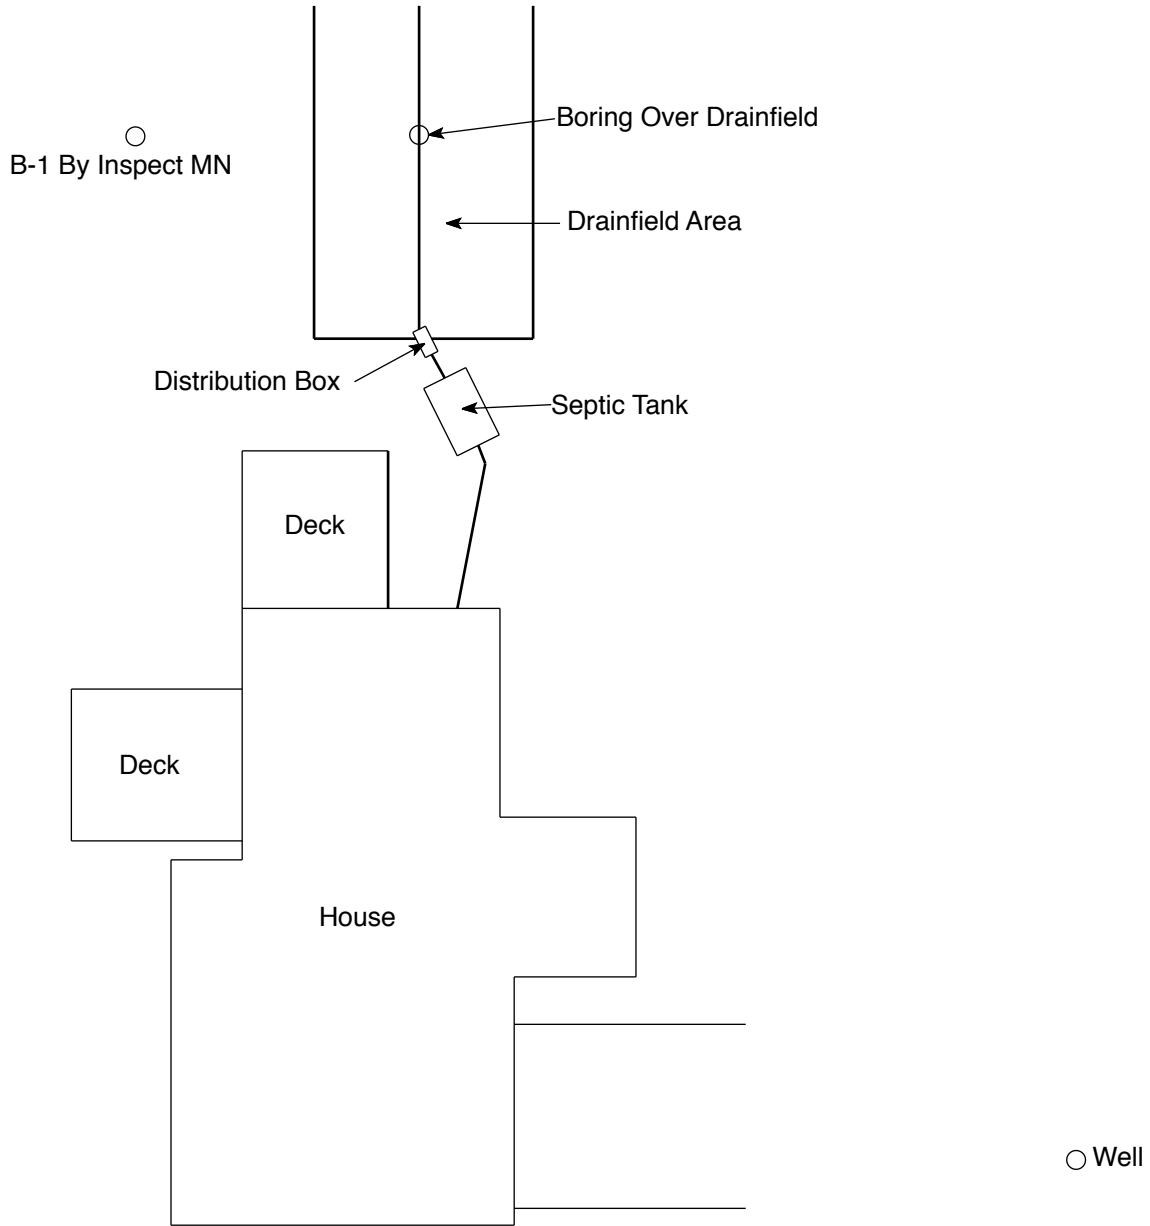 Boring Over Drainfield
B-1 By Inspect MN
Drainfield Area
Distribution Box
Septic Tank
Deck
Deck
House
Well